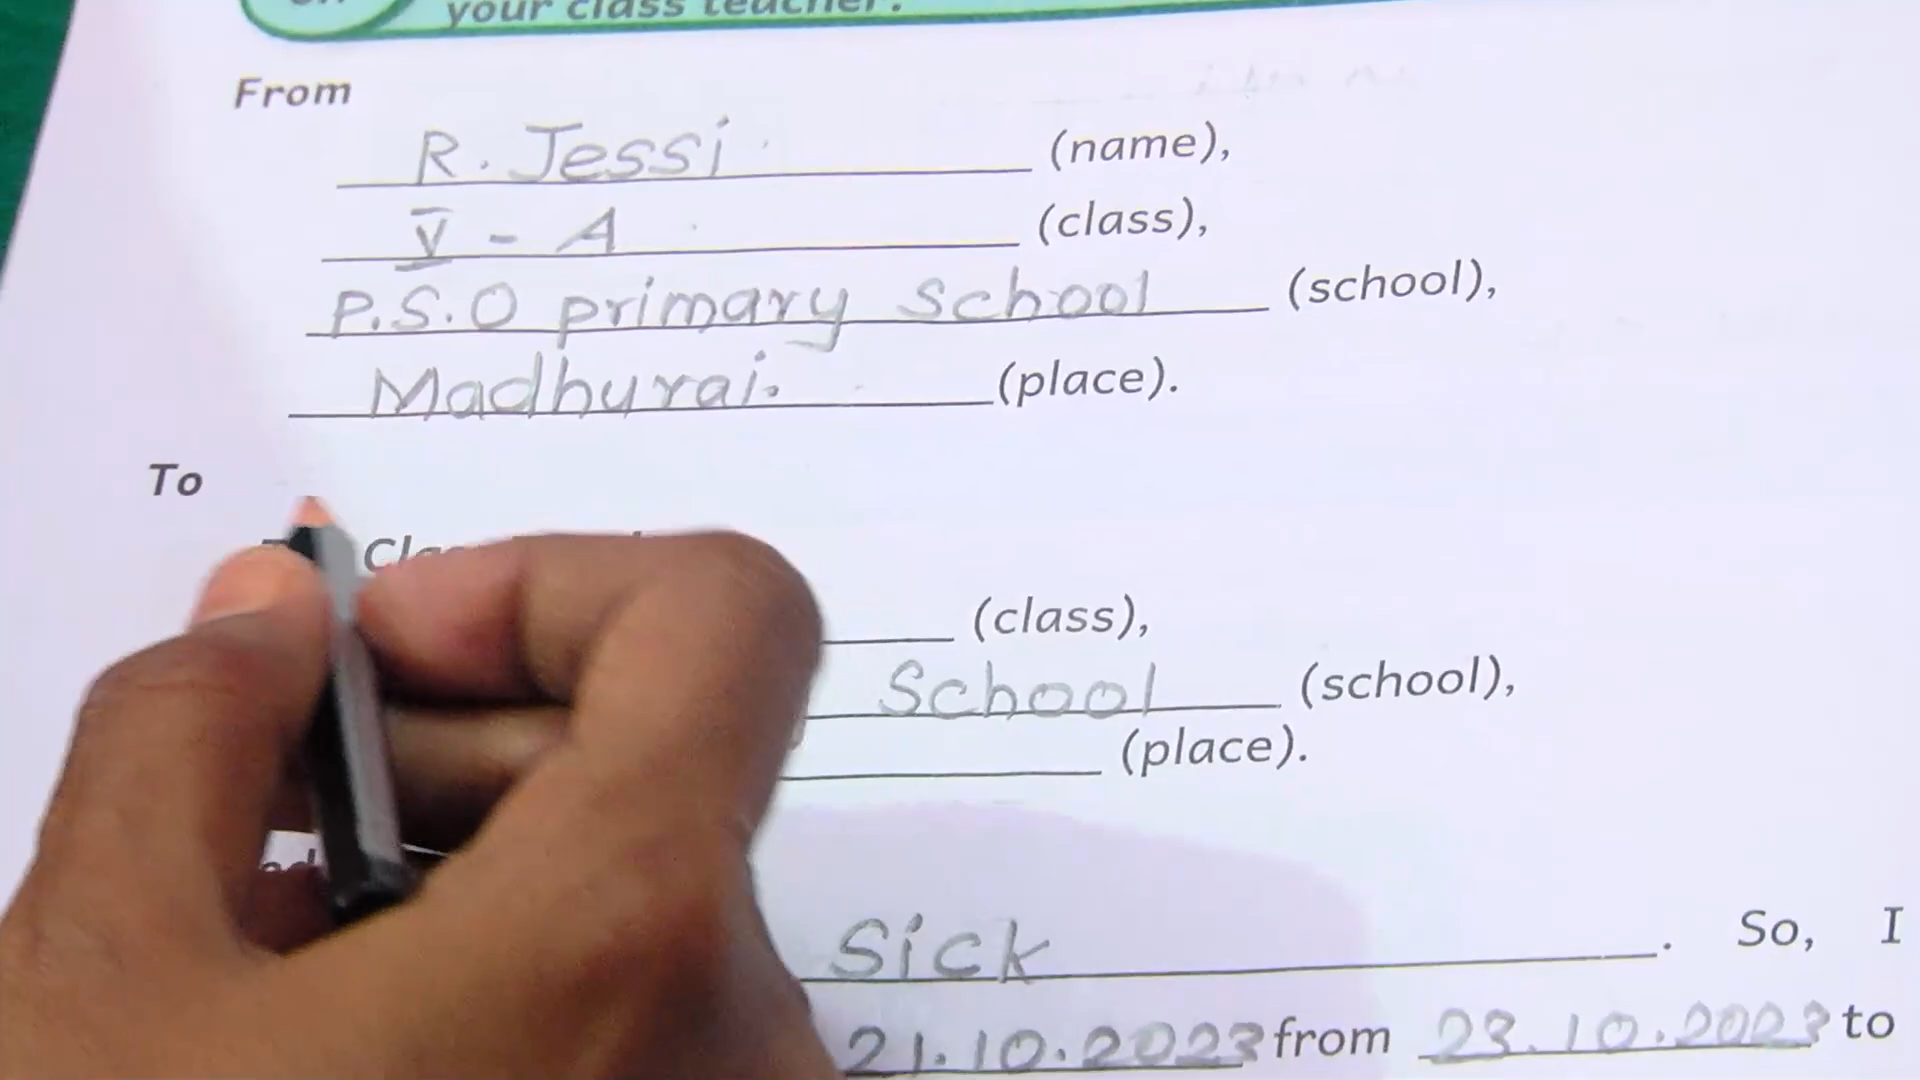 your class teacher.
From
R. Jessi (name),
V - A (class),
P.S.O primary School (school),
Madhurai. (place).
To
(class),
School (school),
(place).
Sick . So, I
21.10.2023 from 23.10.2023 to